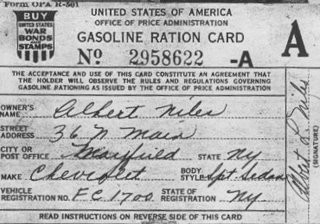 Form OPA R-501
BUY
UNITED
STATES
WAR
BONDS
AND
STAMPS
UNITED STATES OF AMERICA
OFFICE OF PRICE ADMINISTRATION
GASOLINE RATION CARD
A
No 2958622 -A
THE ACCEPTANCE AND USE OF THIS CARD CONSTITUTE AN AGREEMENT THAT
THE HOLDER WILL OBSERVE THE RULES AND REGULATIONS GOVERNING
GASOLINE RATIONING AS ISSUED BY THE OFFICE OF PRICE ADMINISTRATION
OWNER'S NAME Albert Niles
STREET ADDRESS 36 N Main
CITY OR POST OFFICE Mayfield STATE NY
MAKE Chevrolet BODY STYLE Spt Sedan
VEHICLE REGISTRATION NO. F.C. 1700 STATE OF REGISTRATION NY
READ INSTRUCTIONS ON REVERSE SIDE OF THIS CARD
Albert Niles
(SIGNATURE)